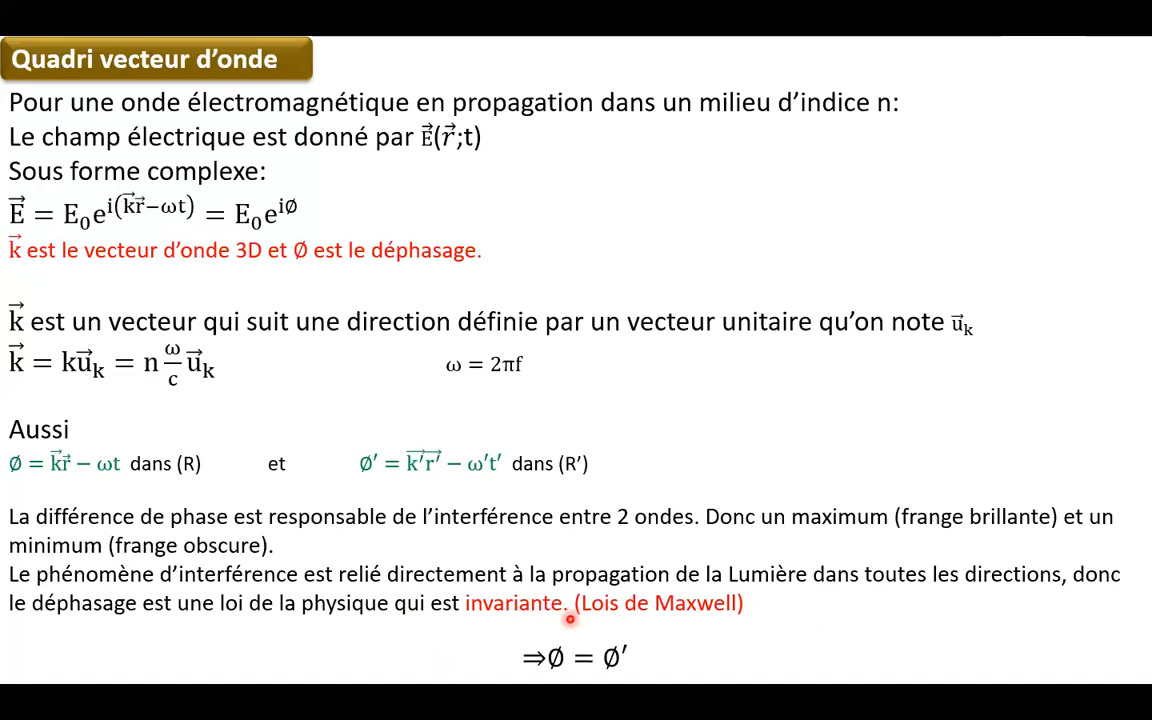 Quadri vecteur d’onde
Pour une onde électromagnétique en propagation dans un milieu d’indice n:
Le champ électrique est donné par E⃗(r⃗;t)
Sous forme complexe:
E⃗ = E₀e^{i(k⃗r⃗−ωt)} = E₀e^{i∅}
k⃗ est le vecteur d’onde 3D et ∅ est le déphasage.
k⃗ est un vecteur qui suit une direction définie par un vecteur unitaire qu’on note u⃗ₖ
k⃗ = ku⃗ₖ = n ω/c u⃗ₖ ω = 2πf
Aussi
∅ = k⃗r⃗ − ωt dans (R) et ∅′ = k′⃗r′⃗ − ω′t′ dans (R’)
La différence de phase est responsable de l’interférence entre 2 ondes. Donc un maximum (frange brillante) et un
minimum (frange obscure).
Le phénomène d’interférence est relié directement à la propagation de la Lumière dans toutes les directions, donc
le déphasage est une loi de la physique qui est invariante. (Lois de Maxwell)
⇒∅ = ∅′